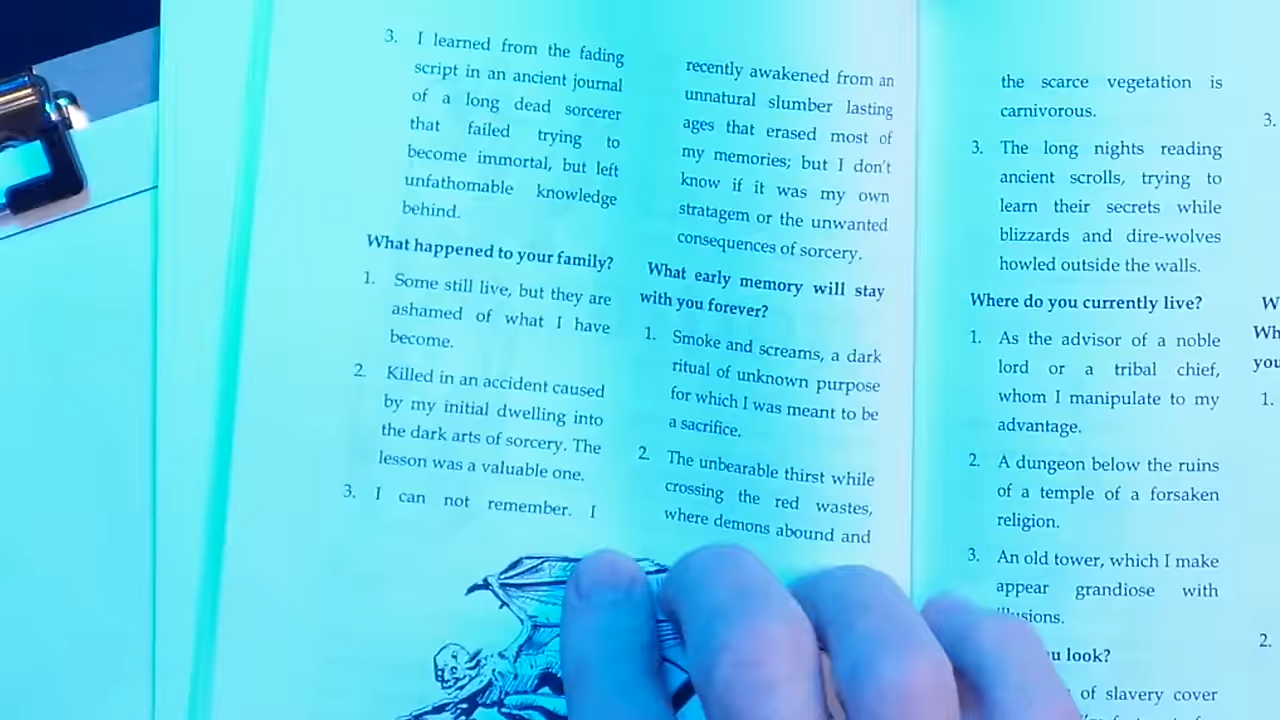 3. I learned from the fading
script in an ancient journal
of a long dead sorcerer
that failed trying to
become immortal, but left
unfathomable knowledge
behind.
What happened to your family?
1. Some still live, but they are
ashamed of what I have
become.
2. Killed in an accident caused
by my initial dwelling into
the dark arts of sorcery. The
lesson was a valuable one.
3. I can not remember. I
recently awakened from an
unnatural slumber lasting
ages that erased most of
my memories; but I don't
know if it was my own
stratagem or the unwanted
consequences of sorcery.
What early memory will stay
with you forever?
1. Smoke and screams, a dark
ritual of unknown purpose
for which I was meant to be
a sacrifice.
2. The unbearable thirst while
crossing the red wastes,
where demons abound and
the scarce vegetation is
carnivorous.
3. The long nights reading
ancient scrolls, trying to
learn their secrets while
blizzards and dire-wolves
howled outside the walls.
Where do you currently live?
1. As the advisor of a noble
lord or a tribal chief,
whom I manipulate to my
advantage.
2. A dungeon below the ruins
of a temple of a forsaken
religion.
3. An old tower, which I make
appear grandiose with
illusions.
look?
of slavery cover
3.
1.
2.